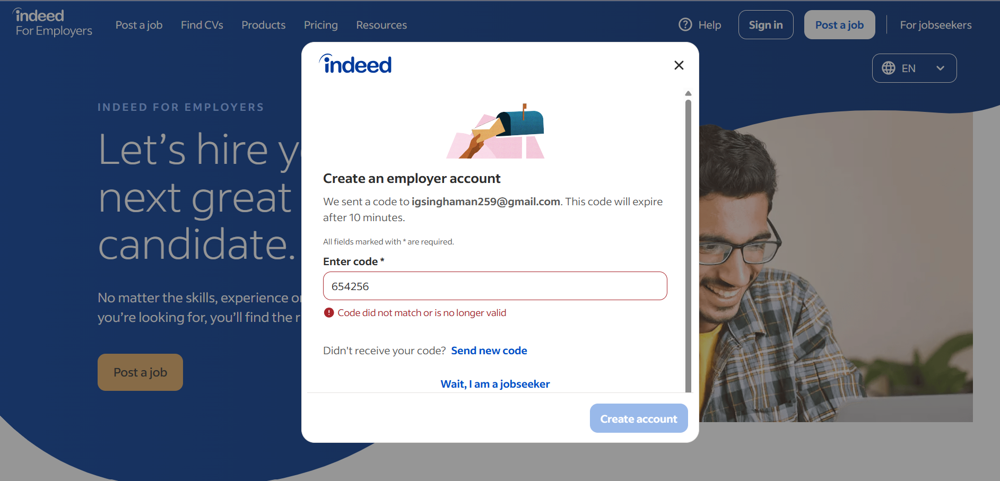 indeed
For Employers
Post a job
Find CVs
Products
Pricing
Resources
Help
Sign in
Post a job
For jobseekers
EN
INDEED FOR EMPLOYERS
Let's hire y
next great
candidate.
No matter the skills, experience o
you're looking for, you'll find the r
Post a job
indeed
Create an employer account
We sent a code to igsinghaman259@gmail.com. This code will expire
after 10 minutes.
All fields marked with * are required.
Enter code *
654256
Code did not match or is no longer valid
Didn't receive your code? Send new code
Wait, I am a jobseeker
Create account